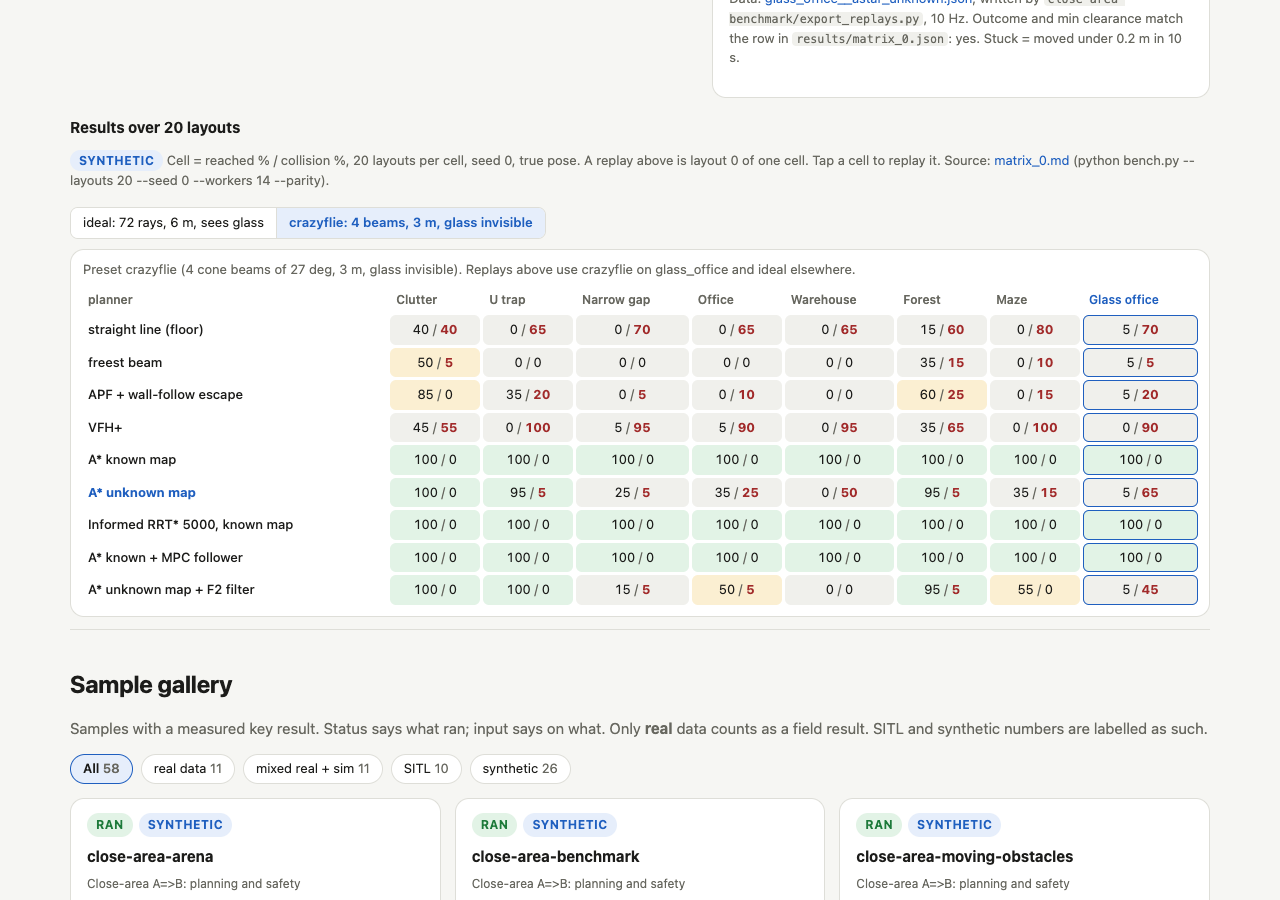 benchmark/export_replays.py, 10 Hz. Outcome and min clearance match
the row in results/matrix_0.json: yes. Stuck = moved under 0.2 m in 10
s.
Results over 20 layouts
SYNTHETIC Cell = reached % / collision %, 20 layouts per cell, seed 0, true pose. A replay above is layout 0 of one cell. Tap a cell to replay it. Source: matrix_0.md (python bench.py --
layouts 20 --seed 0 --workers 14 --parity).
ideal: 72 rays, 6 m, sees glass crazyflie: 4 beams, 3 m, glass invisible
Preset crazyflie (4 cone beams of 27 deg, 3 m, glass invisible). Replays above use crazyflie on glass_office and ideal elsewhere.
planner Clutter U trap Narrow gap Office Warehouse Forest Maze Glass office
straight line (floor) 40 / 40 0 / 65 0 / 70 0 / 65 0 / 65 15 / 60 0 / 80 5 / 70
freest beam 50 / 5 0 / 0 0 / 0 0 / 0 0 / 0 35 / 15 0 / 10 5 / 5
APF + wall-follow escape 85 / 0 35 / 20 0 / 5 0 / 10 0 / 0 60 / 25 0 / 15 5 / 20
VFH+ 45 / 55 0 / 100 5 / 95 5 / 90 0 / 95 35 / 65 0 / 100 0 / 90
A* known map 100 / 0 100 / 0 100 / 0 100 / 0 100 / 0 100 / 0 100 / 0 100 / 0
A* unknown map 100 / 0 95 / 5 25 / 5 35 / 25 0 / 50 95 / 5 35 / 15 5 / 65
Informed RRT* 5000, known map 100 / 0 100 / 0 100 / 0 100 / 0 100 / 0 100 / 0 100 / 0 100 / 0
A* known + MPC follower 100 / 0 100 / 0 100 / 0 100 / 0 100 / 0 100 / 0 100 / 0 100 / 0
A* unknown map + F2 filter 100 / 0 100 / 0 15 / 5 50 / 5 0 / 0 95 / 5 55 / 0 5 / 45
Sample gallery
Samples with a measured key result. Status says what ran; input says on what. Only real data counts as a field result. SITL and synthetic numbers are labelled as such.
All 58 real data 11 mixed real + sim 11 SITL 10 synthetic 26
RAN SYNTHETIC RAN SYNTHETIC RAN SYNTHETIC
close-area-arena close-area-benchmark close-area-moving-obstacles
Close-area A=>B: planning and safety Close-area A=>B: planning and safety Close-area A=>B: planning and safety